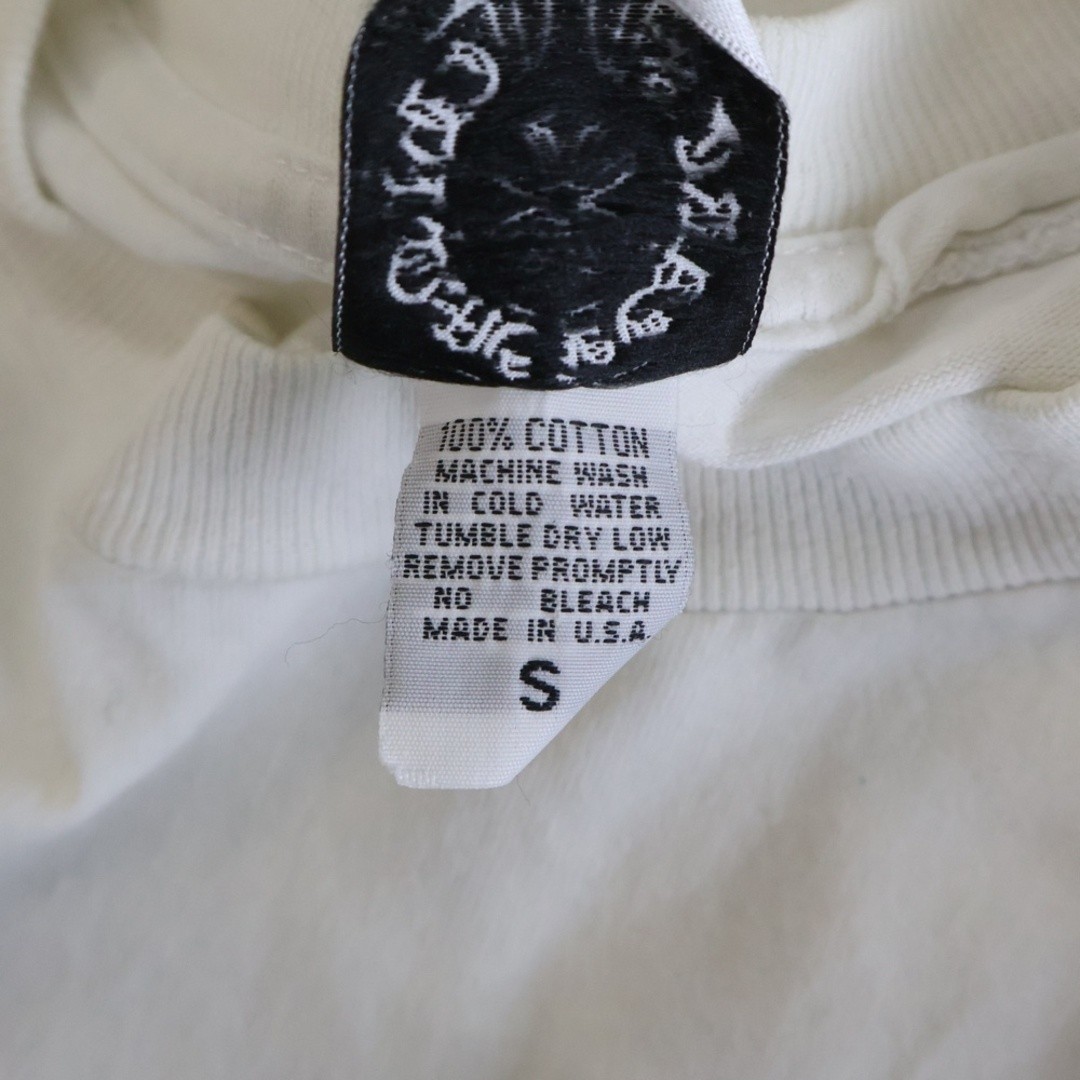 100% COTTON
MACHINE WASH
IN COLD WATER
TUMBLE DRY LOW
REMOVE PROMPTLY
NO BLEACH
MADE IN U.S.A.
S